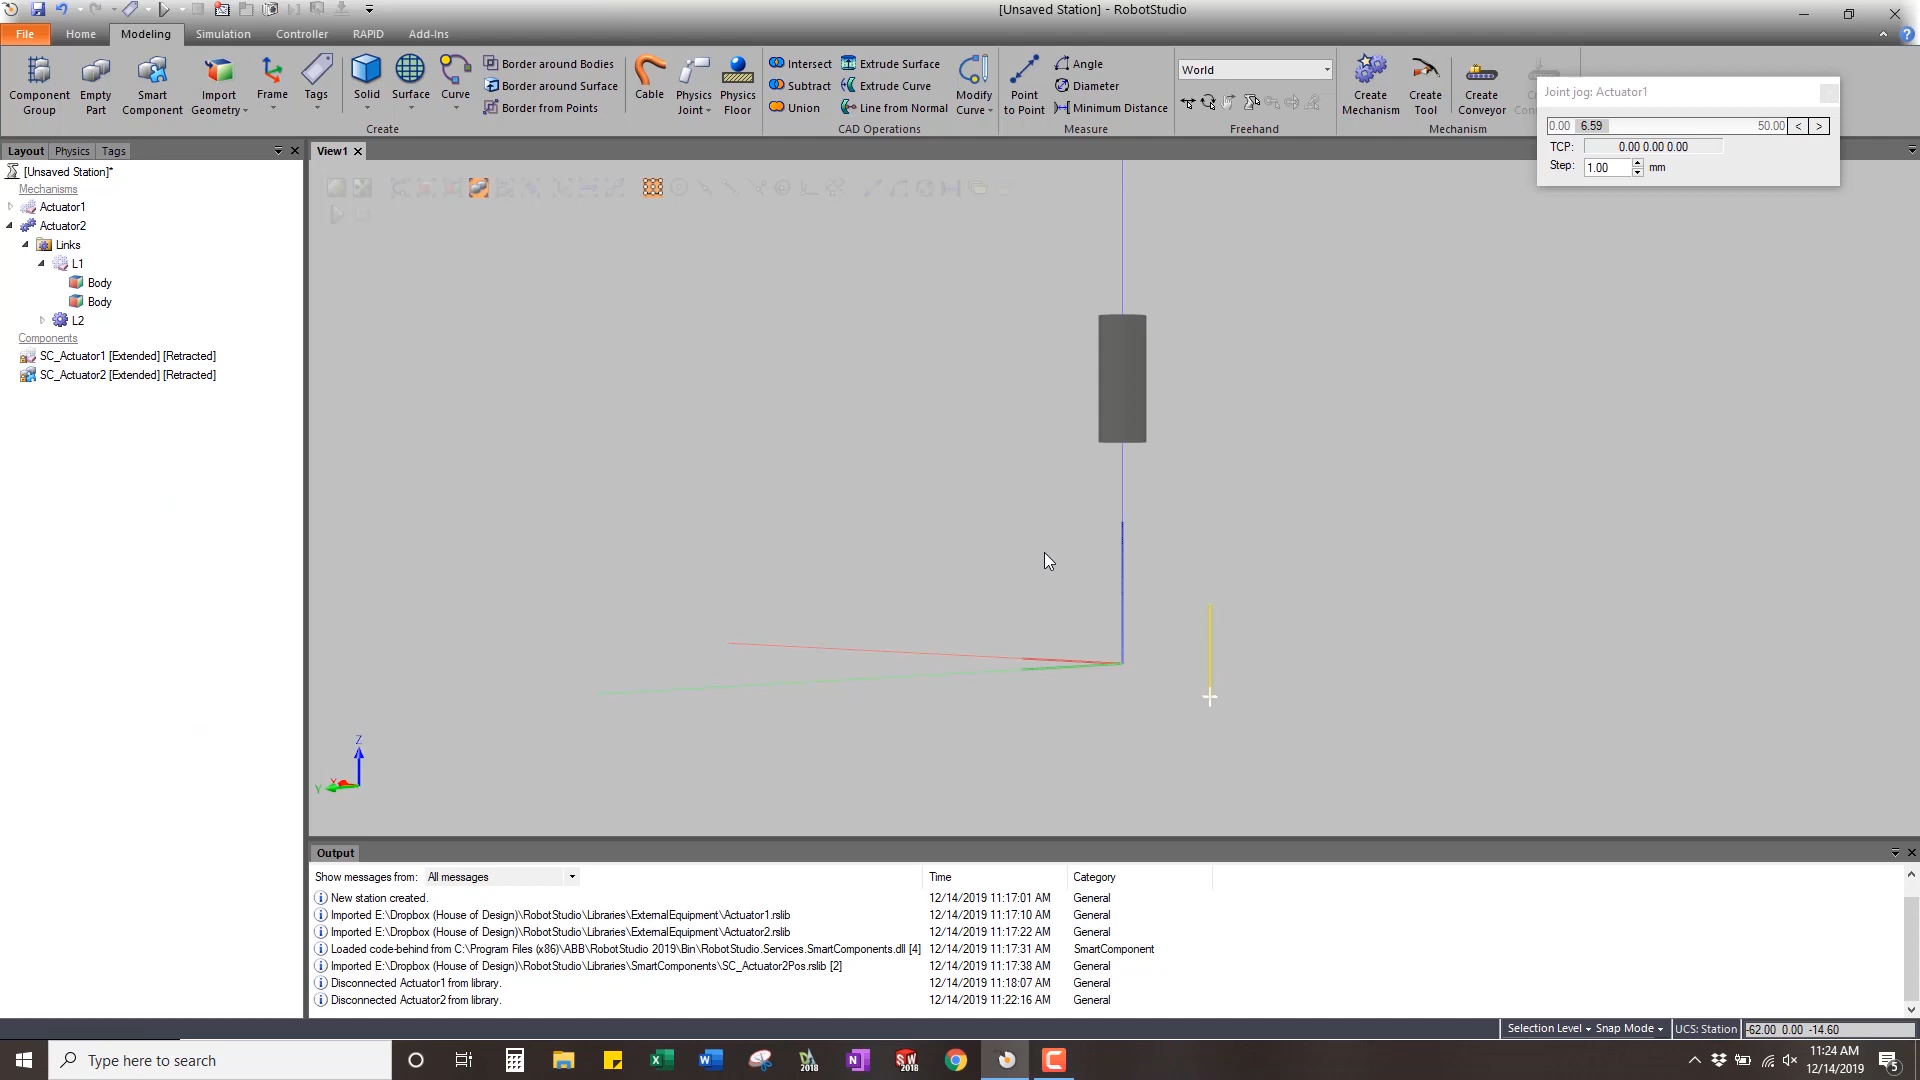 [Unsaved Station] - RobotStudio
File Home Modeling Simulation Controller RAPID Add-Ins
Component Group
Empty Part
Smart Component
Import Geometry
Frame
Tags
Solid
Surface
Curve
Border around Bodies
Border around Surface
Border from Points
Create
Cable
Physics Joint
Physics Floor
Intersect
Subtract
Union
Extrude Surface
Extrude Curve
Line from Normal
Modify Curve
CAD Operations
Point to Point
Angle
Diameter
Minimum Distance
Measure
World
Freehand
Create Mechanism
Create Tool
Create Conveyor
Mechanism
Joint jog: Actuator1
0.00 6.59 50.00 < >
TCP: 0.00 0.00 0.00
Step: 1.00 mm
Layout Physics Tags
View1
[Unsaved Station]*
Mechanisms
Actuator1
Actuator2
Links
L1
Body
Body
L2
Components
SC_Actuator1 [Extended] [Retracted]
SC_Actuator2 [Extended] [Retracted]
Z
X
Y
Output
Show messages from: All messages Time Category
New station created. 12/14/2019 11:17:01 AM General
Imported E:\Dropbox (House of Design)\RobotStudio\Libraries\ExternalEquipment\Actuator1.rslib 12/14/2019 11:17:10 AM General
Imported E:\Dropbox (House of Design)\RobotStudio\Libraries\ExternalEquipment\Actuator2.rslib 12/14/2019 11:17:22 AM General
Loaded code-behind from C:\Program Files (x86)\ABB\RobotStudio 2019\Bin\RobotStudio.Services.SmartComponents.dll [4] 12/14/2019 11:17:31 AM SmartComponent
Imported E:\Dropbox (House of Design)\RobotStudio\Libraries\SmartComponents\SC_Actuator2Pos.rslib [2] 12/14/2019 11:17:38 AM General
Disconnected Actuator1 from library. 12/14/2019 11:18:07 AM General
Disconnected Actuator2 from library. 12/14/2019 11:22:16 AM General
Selection Level Snap Mode UCS: Station -62.00 0.00 -14.60
Type here to search
2018
2018
11:24 AM
12/14/2019
5